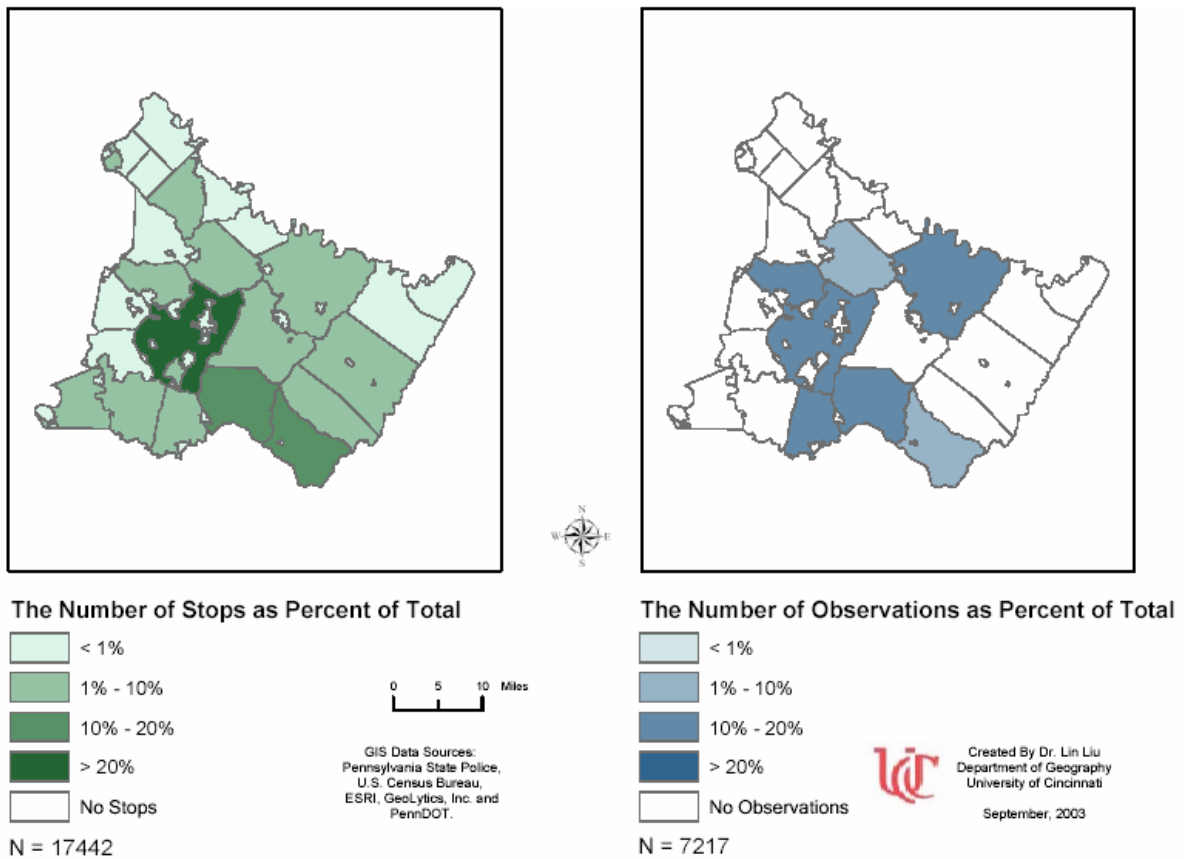 N
W E
S
The Number of Stops as Percent of Total
< 1%
1% - 10%
10% - 20%
> 20%
No Stops
N = 17442
0 5 10 Miles
GIS Data Sources:
Pennsylvania State Police,
U.S. Census Bureau,
ESRI, GeoLytics, Inc. and
PennDOT.
The Number of Observations as Percent of Total
< 1%
1% - 10%
10% - 20%
> 20%
No Observations
N = 7217
UC
Created By Dr. Lin Liu
Department of Geography
University of Cincinnati
September, 2003